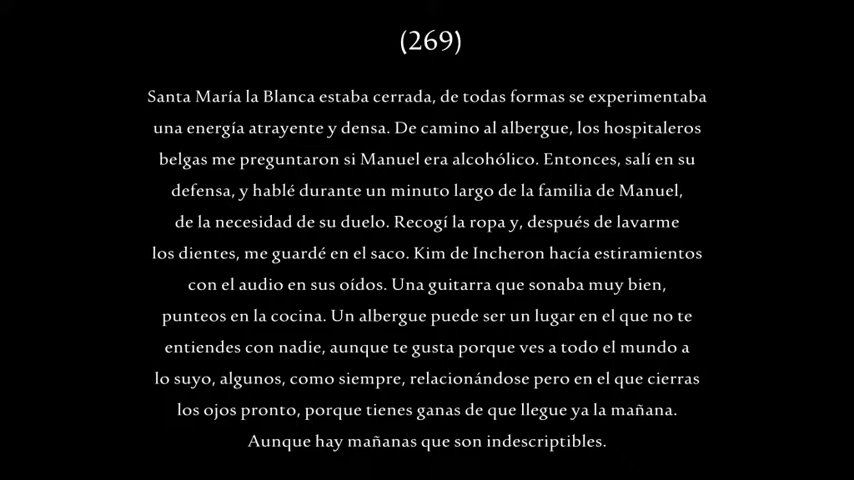 (269)
Santa María la Blanca estaba cerrada, de todas formas se experimentaba
una energía atrayente y densa. De camino al albergue, los hospitaleros
belgas me preguntaron si Manuel era alcohólico. Entonces, salí en su
defensa, y hablé durante un minuto largo de la familia de Manuel,
de la necesidad de su duelo. Recogí la ropa y, después de lavarme
los dientes, me guardé en el saco. Kim de Incheron hacía estiramientos
con el audio en sus oídos. Una guitarra que sonaba muy bien,
punteos en la cocina. Un albergue puede ser un lugar en el que no te
entiendes con nadie, aunque te gusta porque ves a todo el mundo a
lo suyo, algunos, como siempre, relacionándose pero en el que cierras
los ojos pronto, porque tienes ganas de que llegue ya la mañana.
Aunque hay mañanas que son indescriptibles.